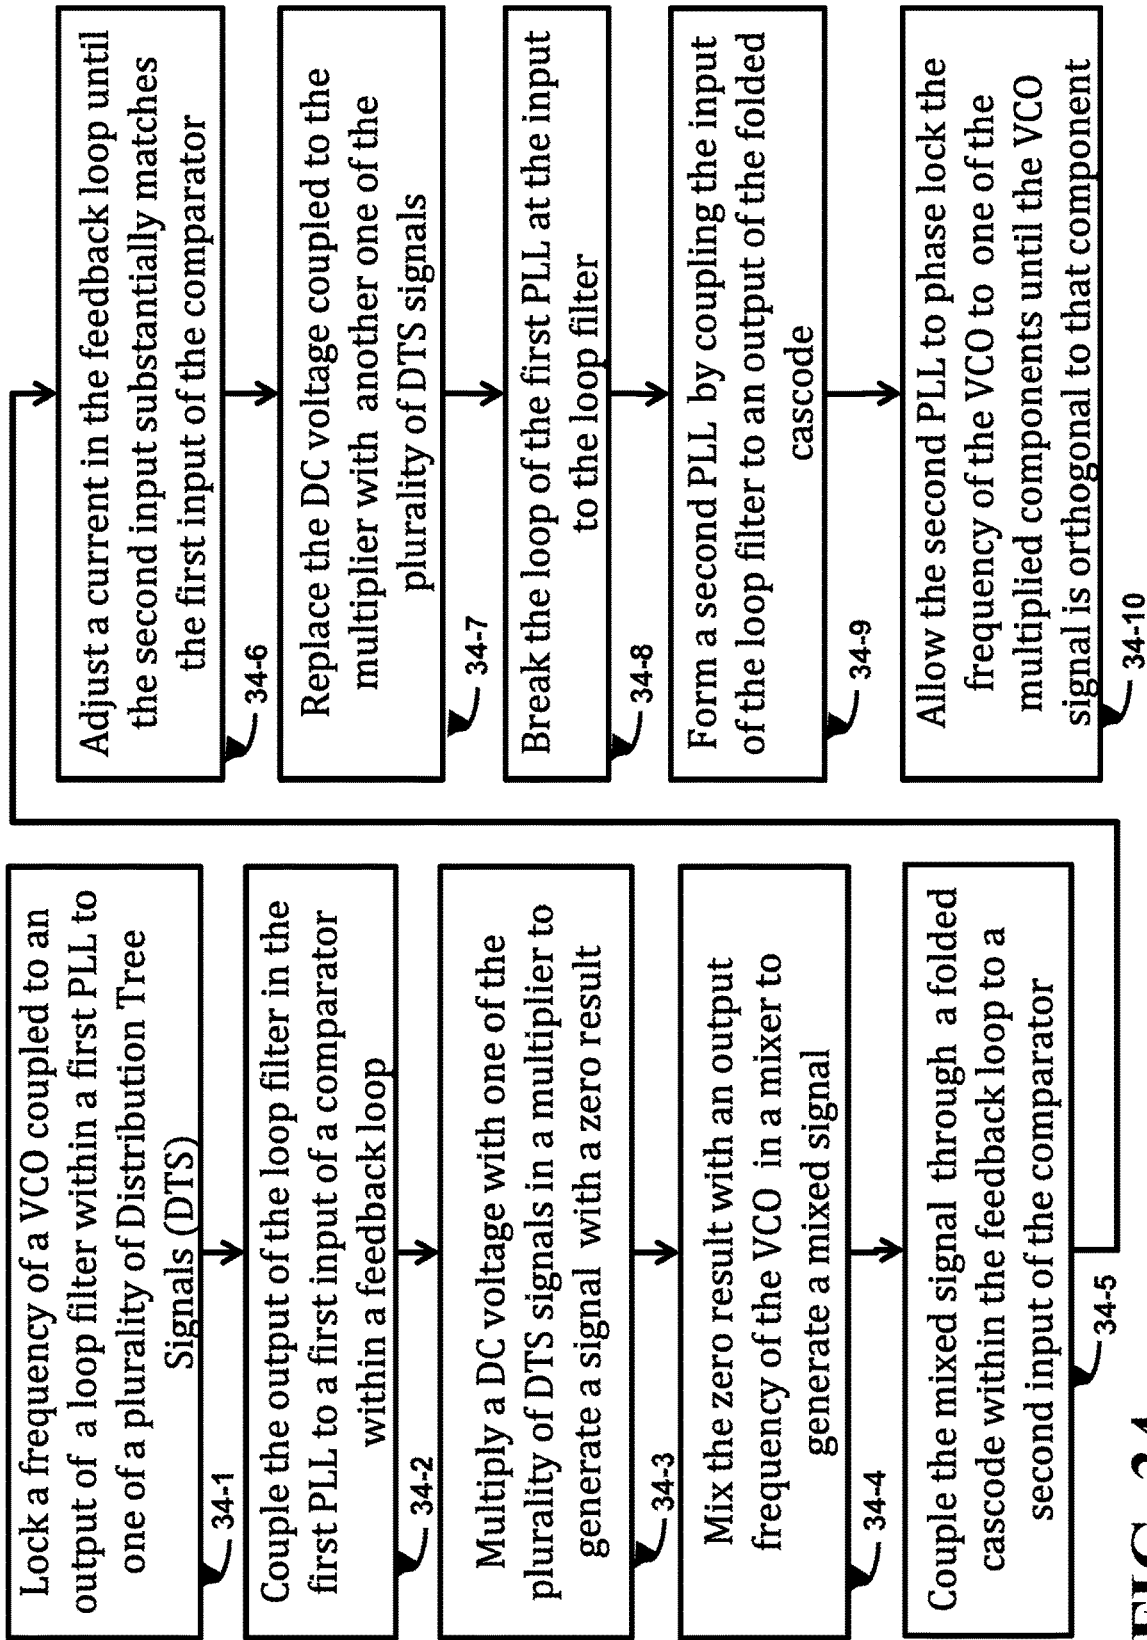 Lock a frequency of a VCO coupled to an
output of a loop filter within a first PLL to
one of a plurality of Distribution Tree
Signals (DTS)
34-1
Couple the output of the loop filter in the
first PLL to a first input of a comparator
within a feedback loop
34-2
Multiply a DC voltage with one of the
plurality of DTS signals in a multiplier to
generate a signal with a zero result
34-3
Mix the zero result with an output
frequency of the VCO in a mixer to
generate a mixed signal
34-4
Couple the mixed signal through a folded
cascode within the feedback loop to a
second input of the comparator
34-5
Adjust a current in the feedback loop until
the second input substantially matches
the first input of the comparator
34-6
Replace the DC voltage coupled to the
multiplier with another one of the
plurality of DTS signals
34-7
Break the loop of the first PLL at the input
to the loop filter
34-8
Form a second PLL by coupling the input
of the loop filter to an output of the folded
cascode
34-9
Allow the second PLL to phase lock the
frequency of the VCO to one of the
multiplied components until the VCO
signal is orthogonal to that component
34-10
FIG. 34